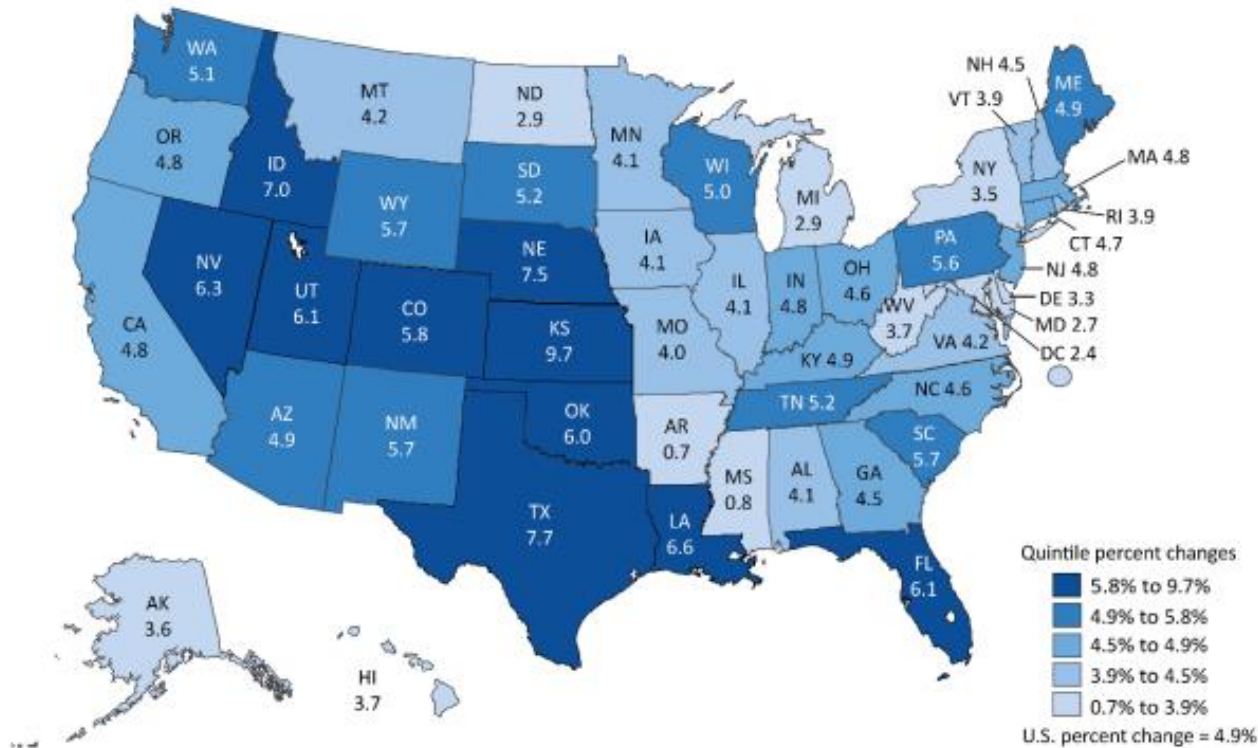 WA
5.1
MT
4.2
ND
2.9
MN
4.1
NH 4.5
VT 3.9
ME
4.9
OR
4.8
ID
7.0
SD
5.2
WI
5.0
MI
2.9
NY
3.5
MA 4.8
RI 3.9
CT 4.7
WY
5.7
NE
7.5
IA
4.1
PA
5.6
NJ 4.8
DE 3.3
MD 2.7
DC 2.4
NV
6.3
UT
6.1
CO
5.8
KS
9.7
IL
4.1
IN
4.8
OH
4.6
WV
3.7
VA 4.2
CA
4.8
MO
4.0
KY 4.9
NC 4.6
TN 5.2
AZ
4.9
NM
5.7
OK
6.0
AR
0.7
SC
5.7
MS
0.8
AL
4.1
GA
4.5
TX
7.7
LA
6.6
FL
6.1
AK
3.6
HI
3.7
Quintile percent changes
5.8% to 9.7%
4.9% to 5.8%
4.5% to 4.9%
3.9% to 4.5%
0.7% to 3.9%
U.S. percent change = 4.9%